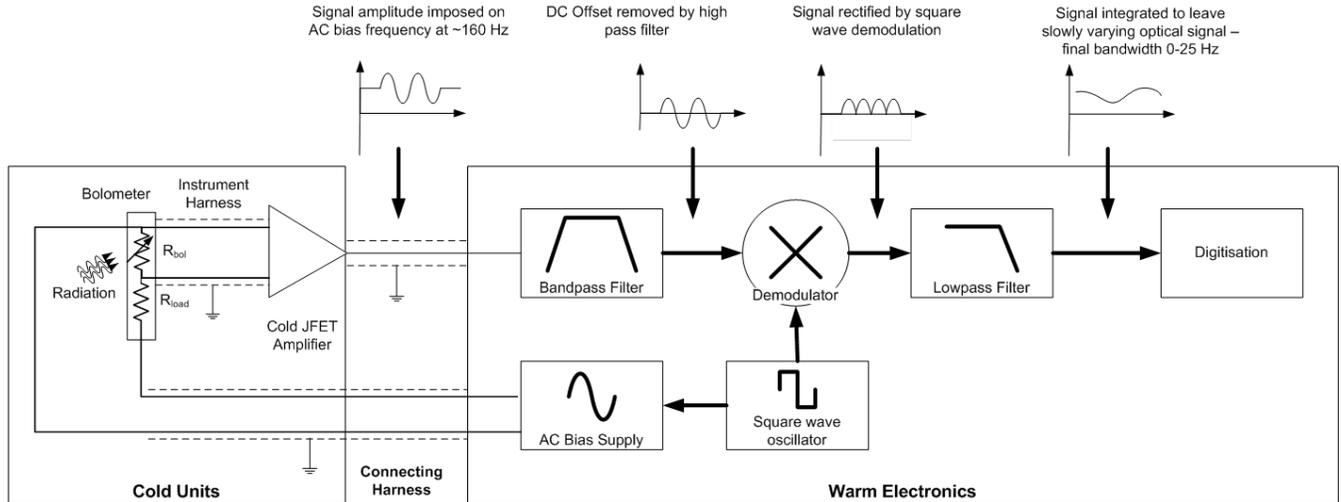 Signal amplitude imposed on
AC bias frequency at ~160 Hz
DC Offset removed by high
pass filter
Signal rectified by square
wave demodulation
Signal integrated to leave
slowly varying optical signal –
final bandwidth 0-25 Hz
Bolometer
Instrument
Harness
Rbol
Radiation
Rload
Cold JFET
Amplifier
Bandpass Filter
Demodulator
Lowpass Filter
Digitisation
AC Bias Supply
Square wave
oscillator
Cold Units
Connecting
Harness
Warm Electronics